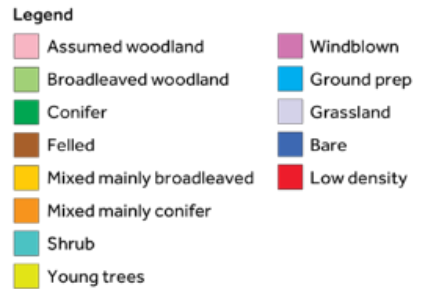 Legend
Assumed woodland
Broadleaved woodland
Conifer
Felled
Mixed mainly broadleaved
Mixed mainly conifer
Shrub
Young trees
Windblown
Ground prep
Grassland
Bare
Low density